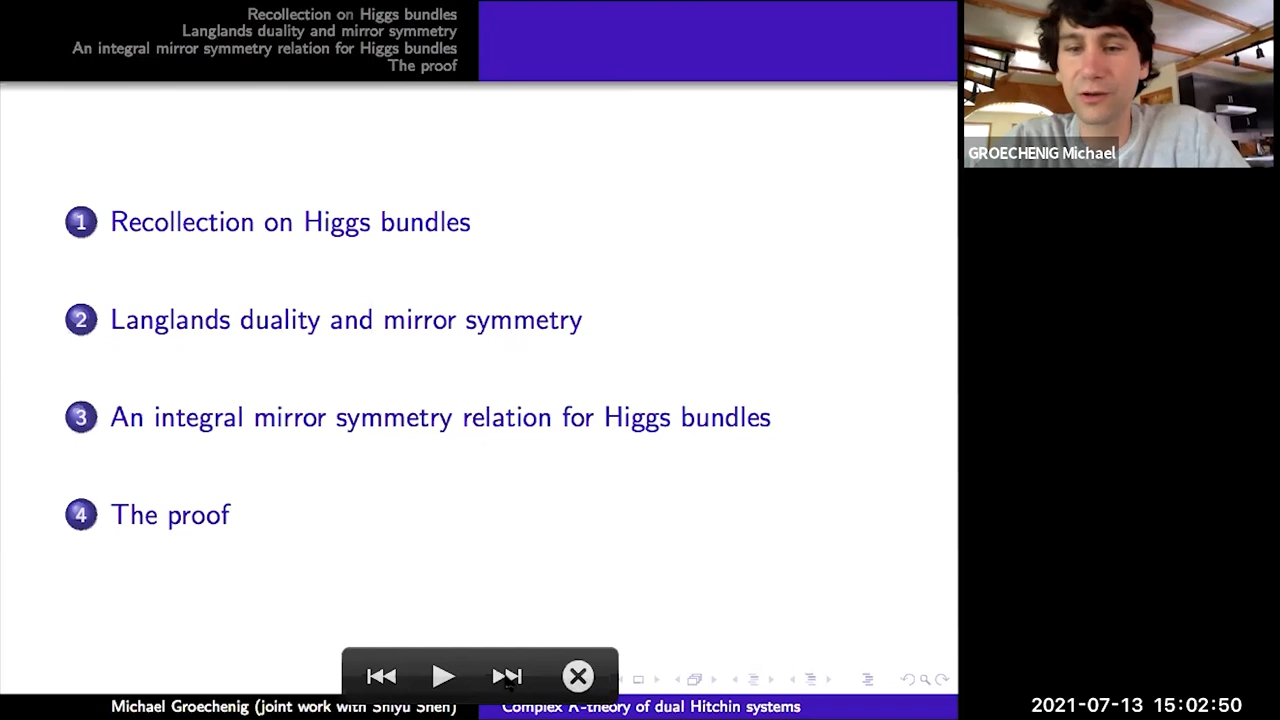 Recollection on Higgs bundles
Langlands duality and mirror symmetry
An integral mirror symmetry relation for Higgs bundles
The proof
GROECHENIG Michael
1 Recollection on Higgs bundles
2 Langlands duality and mirror symmetry
3 An integral mirror symmetry relation for Higgs bundles
4 The proof
Michael Groechenig (joint work with Shiyu Shen)
Complex K-theory of dual Hitchin systems
2021-07-13 15:02:50